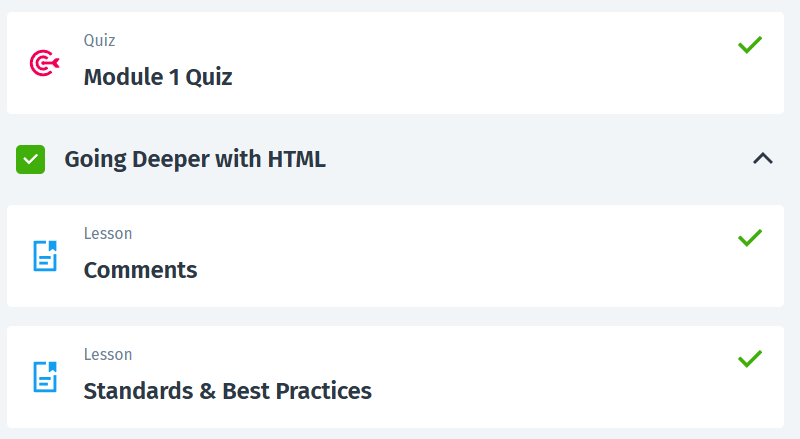 Quiz
Module 1 Quiz
Going Deeper with HTML
Lesson
Comments
Lesson
Standards & Best Practices